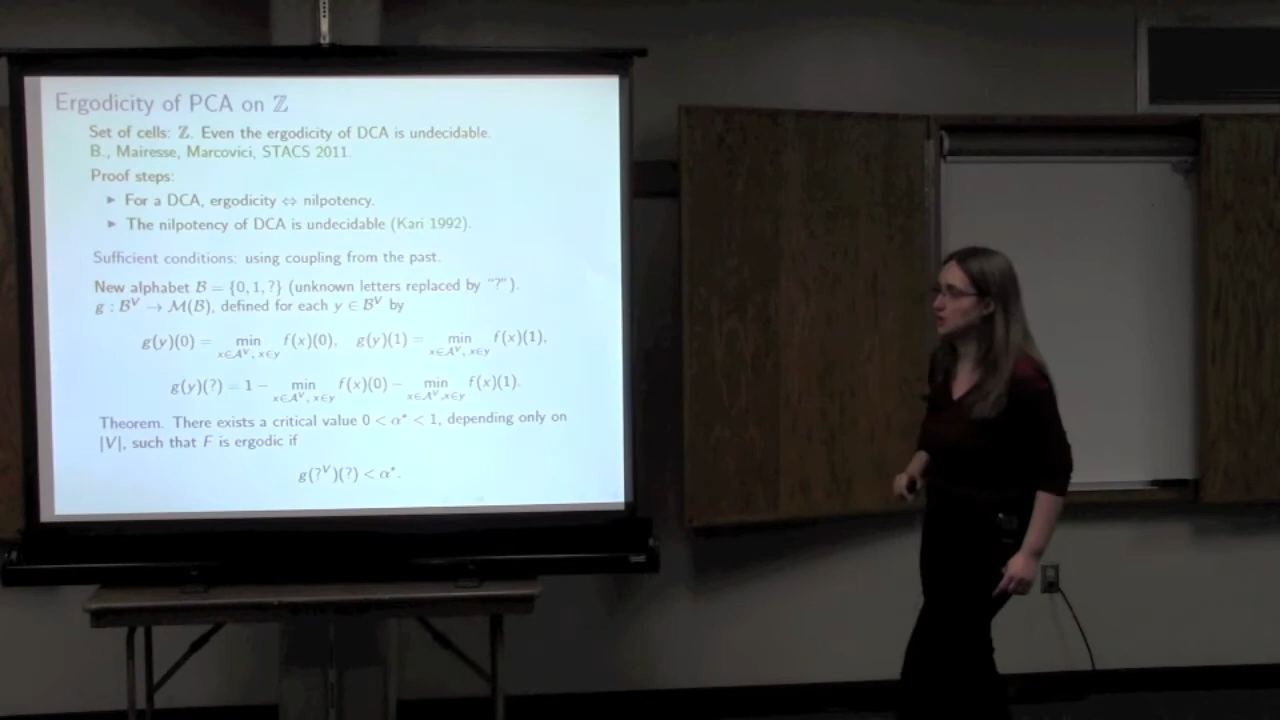 Ergodicity of PCA on ℤ
Set of cells: ℤ. Even the ergodicity of DCA is undecidable.
B., Mairesse, Marcovici, STACS 2011.
Proof steps:
▶ For a DCA, ergodicity ⇔ nilpotency.
▶ The nilpotency of DCA is undecidable (Kari 1992).
Sufficient conditions: using coupling from the past.
New alphabet ℬ = {0, 1, ?} (unknown letters replaced by "?").
g : ℬ^V → ℳ(ℬ), defined for each y ∈ ℬ^V by
g(y)(0) = min_{x∈𝒜^V, x∈y} f(x)(0), g(y)(1) = min_{x∈𝒜^V, x∈y} f(x)(1),
g(y)(?) = 1 − min_{x∈𝒜^V, x∈y} f(x)(0) − min_{x∈𝒜^V, x∈y} f(x)(1).
Theorem. There exists a critical value 0 < α* < 1, depending only on
|V|, such that F is ergodic if
g(?^V)(?) < α*.